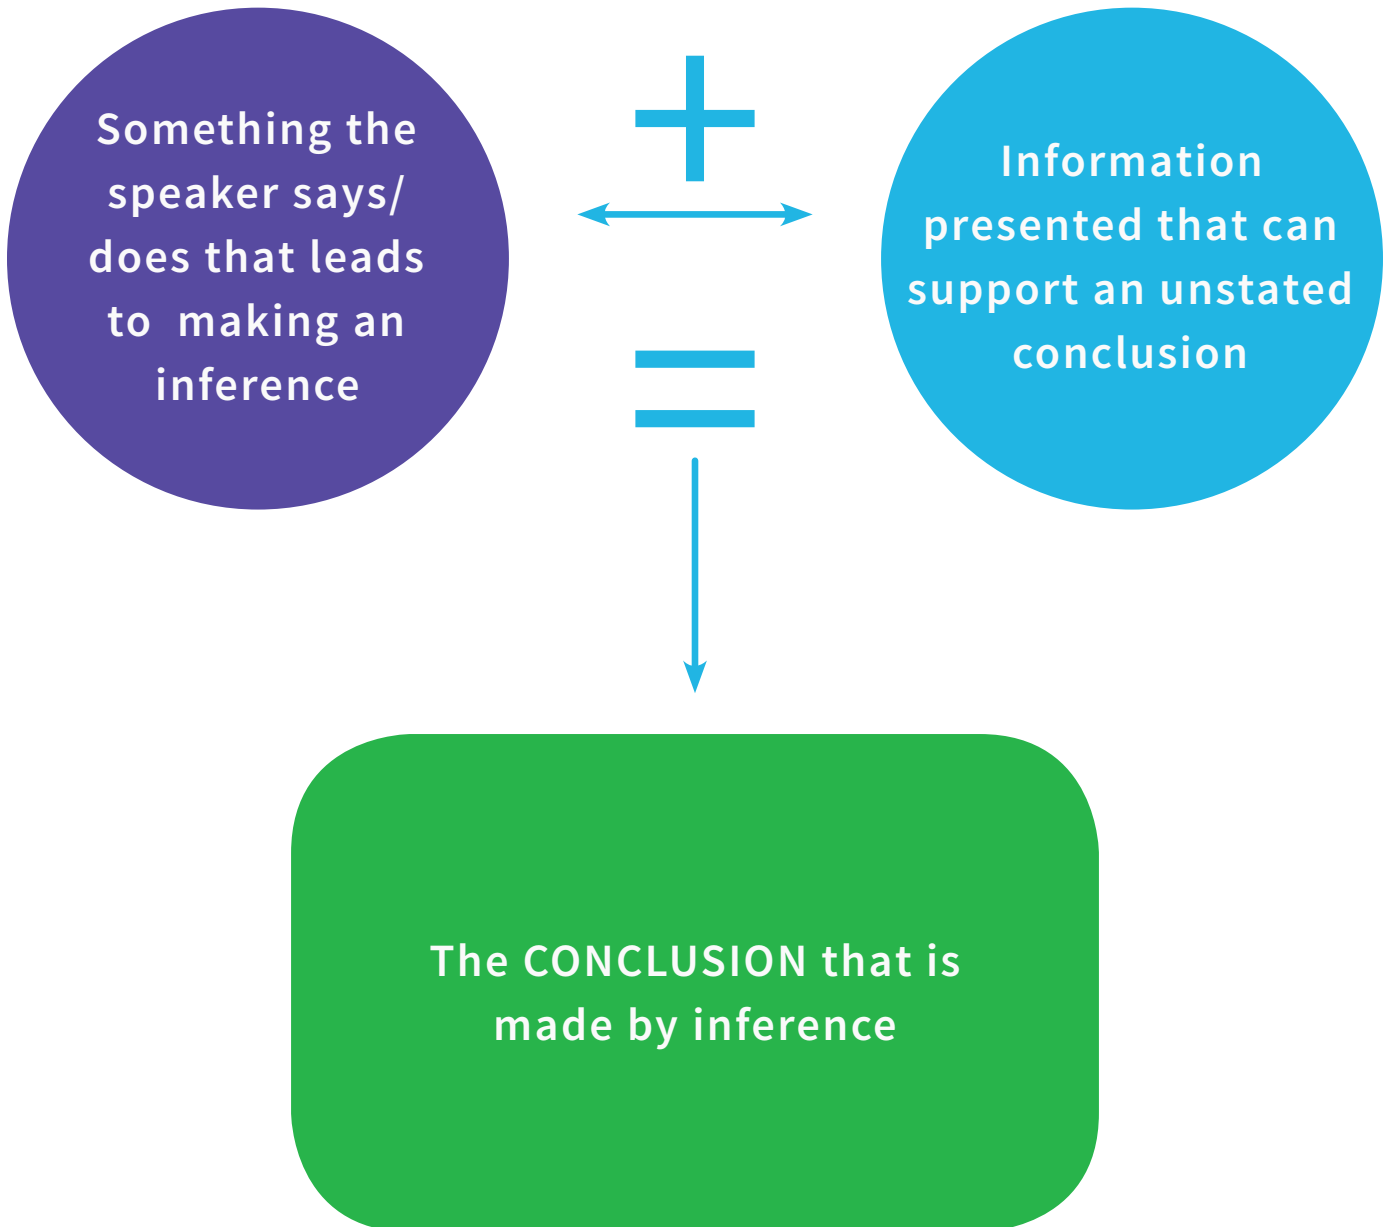 Something the
speaker says/
does that leads
to  making an
inference
+
Information
presented that can
support an unstated
conclusion
=
The CONCLUSION that is
made by inference